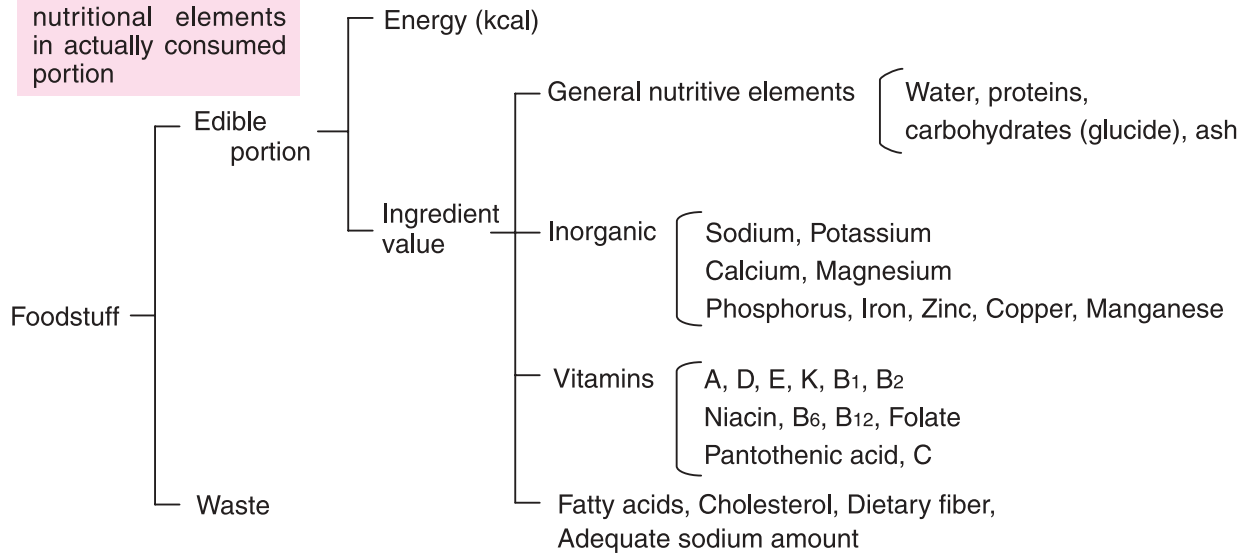 nutritional elements
in actually consumed
portion
Energy (kcal)
General nutritive elements
Water, proteins,
carbohydrates (glucide), ash
Edible
portion
Ingredient
value
Inorganic
Sodium, Potassium
Calcium, Magnesium
Phosphorus, Iron, Zinc, Copper, Manganese
Foodstuff
Vitamins
A, D, E, K, B1, B2
Niacin, B6, B12, Folate
Pantothenic acid, C
Waste
Fatty acids, Cholesterol, Dietary fiber,
Adequate sodium amount